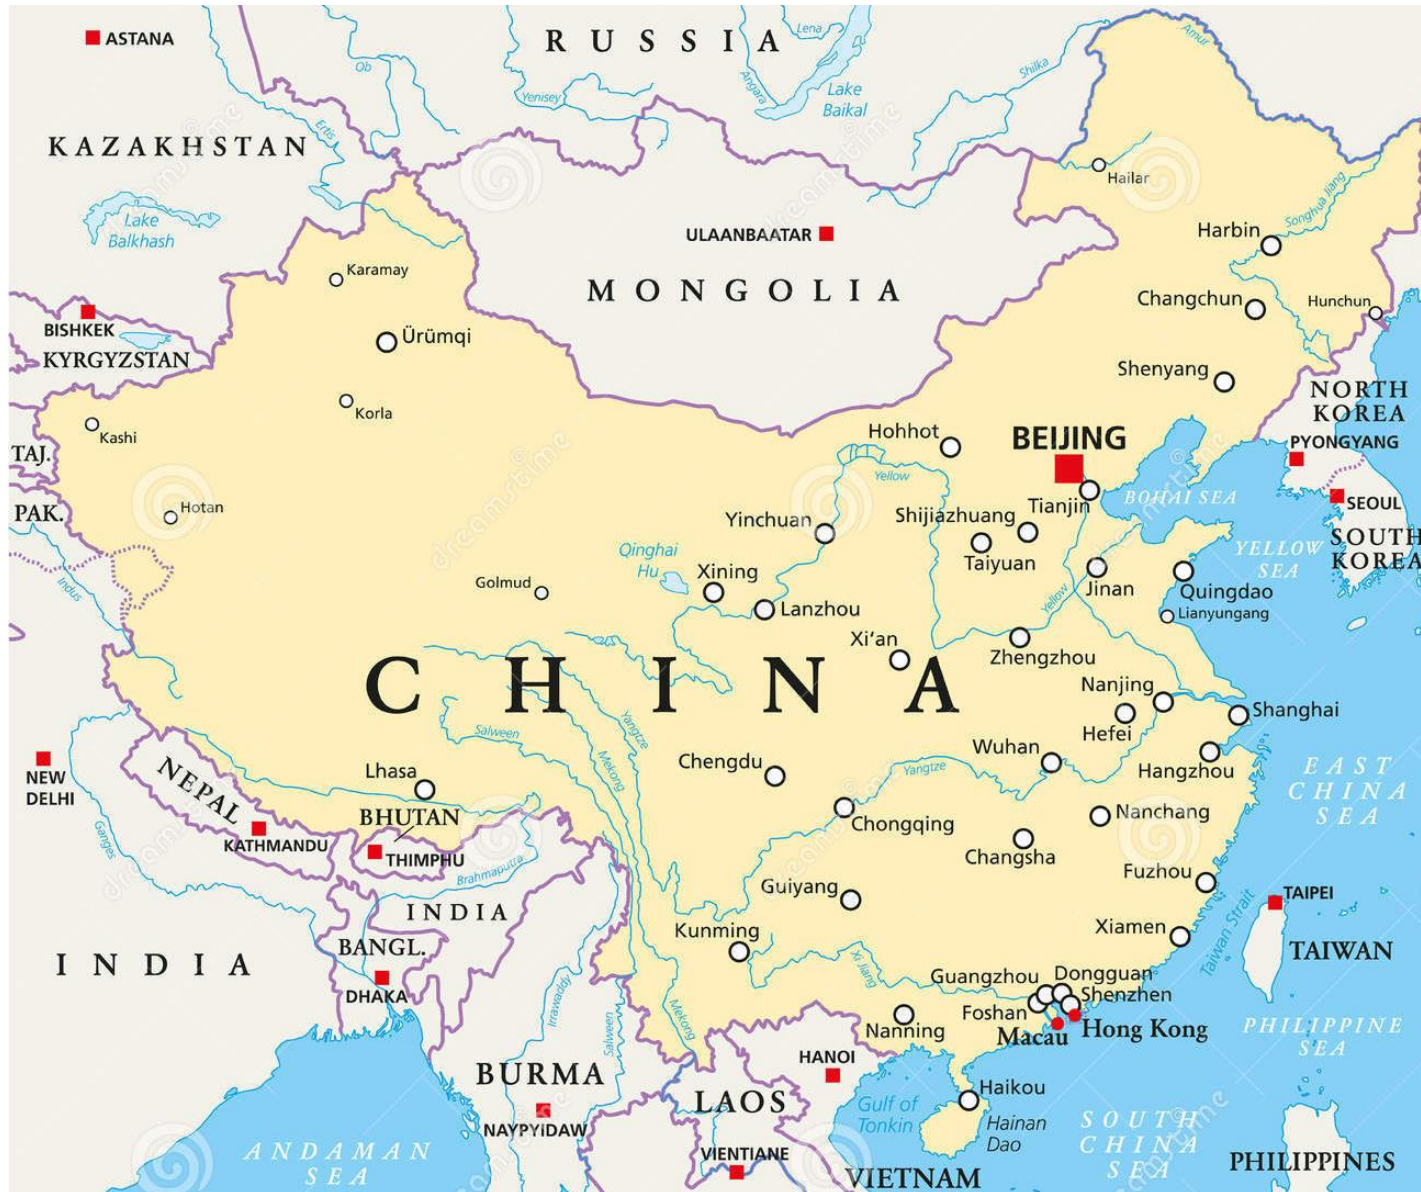 RUSSIA
ASTANA
Lena
Amur
Ob
Shilka
Angara
Lake
Baikal
Yenisey
Ertis
KAZAKHSTAN
Hailar
Songhua Jiang
Lake
Balkhash
ULAANBAATAR
Harbin
Karamay
MONGOLIA
Changchun
Hunchun
BISHKEK
Ürümqi
KYRGYZSTAN
Shenyang
NORTH
KOREA
Korla
Kashi
Hohhot
BEIJING
PYONGYANG
TAJ.
Yellow
BOHAI SEA
SEOUL
PAK.
Hotan
Yinchuan
Shijiazhuang
Tianjin
SOUTH
KOREA
YELLOW
SEA
Qinghai
Hu
Taiyuan
Xining
Golmud
Indus
Jinan
Quingdao
Lanzhou
Yellow
Lianyungang
Xi'an
Zhengzhou
CHINA
Nanjing
Shanghai
Salween
Yangtze
Hefei
Mekong
Wuhan
Chengdu
Yangtze
Hangzhou
EAST
CHINA
SEA
NEW
DELHI
NEPAL
Lhasa
BHUTAN
Nanchang
Chongqing
KATHMANDU
THIMPHU
Ganges
Brahmaputra
Changsha
Fuzhou
Guiyang
TAIPEI
INDIA
Kunming
Xiamen
Taiwan Strait
TAIWAN
BANGL.
INDIA
Xi Jiang
Guangzhou
Dongguan
DHAKA
Shenzhen
Irrawaddy
Salween
Mekong
Foshan
Nanning
Macau
Hong Kong
PHILIPPINE
SEA
HANOI
BURMA
LAOS
Haikou
Gulf of
Tonkin
Hainan
Dao
NAYPYIDAW
SOUTH
CHINA
SEA
ANDAMAN
SEA
VIENTIANE
VIETNAM
PHILIPPINES
dreamstime
dreamstime
dreamstime
dreamstime
dreamstime
dreamstime
dreamstime